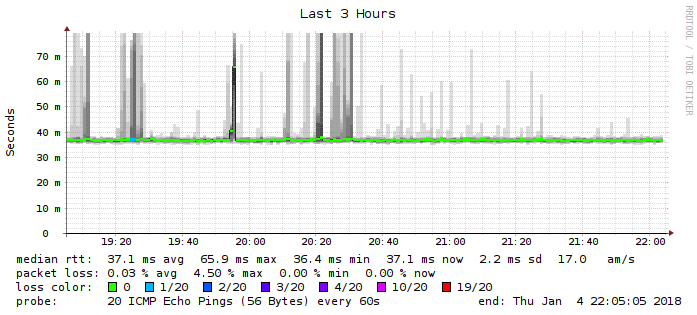 Last 3 Hours
RRDTOOL / TOBI OETIKER
Seconds
70 m
60 m
50 m
40 m
30 m
20 m
10 m
0
19:20 19:40 20:00 20:20 20:40 21:00 21:20 21:40 22:00
median rtt: 37.1 ms avg 65.9 ms max 36.4 ms min 37.1 ms now 2.2 ms sd 17.0 am/s
packet loss: 0.03 % avg 4.50 % max 0.00 % min 0.00 % now
loss color: 0 1/20 2/20 3/20 4/20 10/20 19/20
probe: 20 ICMP Echo Pings (56 Bytes) every 60s end: Thu Jan 4 22:05:05 2018